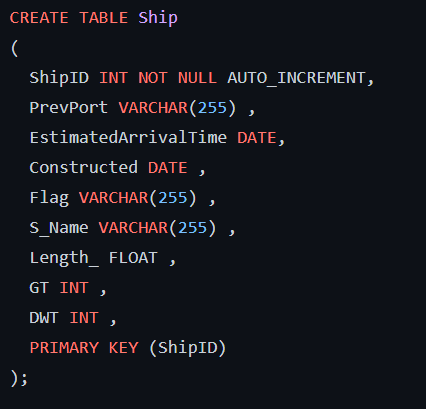 CREATE TABLE Ship
(
  ShipID INT NOT NULL AUTO_INCREMENT,
  PrevPort VARCHAR(255) ,
  EstimatedArrivalTime DATE,
  Constructed DATE ,
  Flag VARCHAR(255) ,
  S_Name VARCHAR(255) ,
  Length_ FLOAT ,
  GT INT ,
  DWT INT ,
  PRIMARY KEY (ShipID)
);